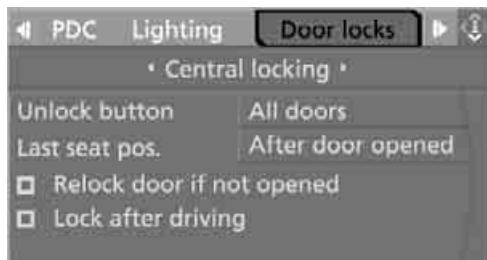 PDC Lighting Door locks
• Central locking •
Unlock button All doors
Last seat pos. After door opened
Relock door if not opened
Lock after driving